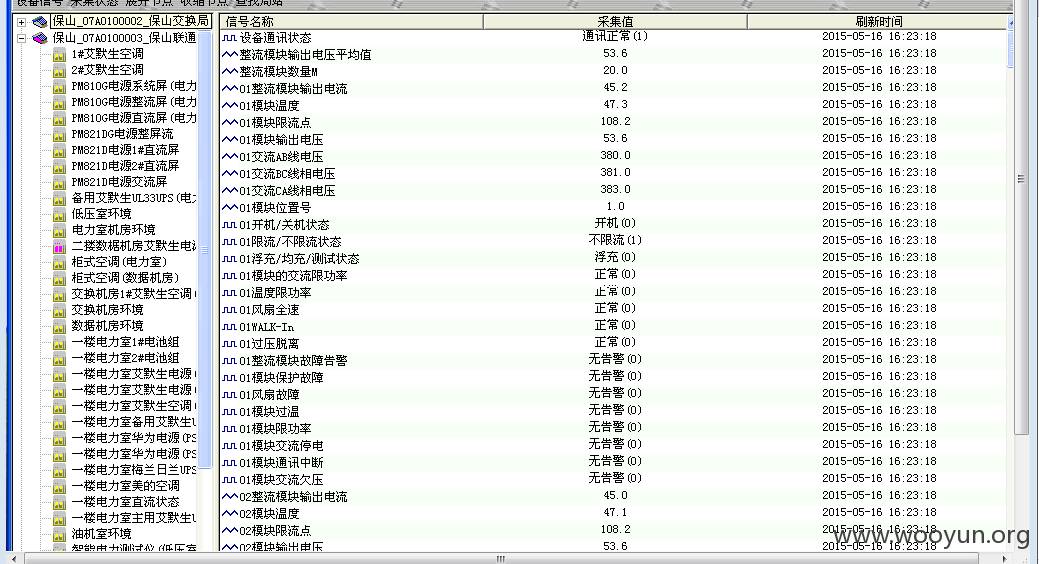 设备信号 采集状态 展开节点 收缩节点 查找局站
保山_07A0100002_保山交换局
保山_07A0100003_保山联通
1#艾默生空调
2#艾默生空调
PM810G电源系统屏(电力
PM810G电源整流屏(电力
PM810G电源直流屏(电力
PM821DG电源整屏流
PM821D电源1#直流屏
PM821D电源2#直流屏
PM821D电源交流屏
备用艾默生UL33UPS(电力
低压室环境
电力室机房环境
二搂数椐机房艾默生电源
柜式空调(电力室)
柜式空调(数据机房)
交换机房1#艾默生空调(
交换机房环境
数据机房环境
一楼电力室1#电池组
一楼电力室2#电池组
一楼电力室艾默生电源(
一楼电力室艾默生电源(
一楼电力室艾默生空调(
一楼电力室备用艾默生U
一楼电力室华为电源(PS
一楼电力室华为电源(PS
一楼电力室梅兰日兰UPS
一楼电力室美的空调
一楼电力室直流状态
一楼电力室主用艾默生U
油机室环境
智能电力测试仪(低压室
信号名称 采集值 刷新时间
设备通讯状态 通讯正常(1) 2015-05-16 16:23:18
整流模块输出电压平均值 53.6 2015-05-16 16:23:18
整流模块数量M 20.0 2015-05-16 16:23:18
01整流模块输出电流 45.2 2015-05-16 16:23:18
01模块温度 47.3 2015-05-16 16:23:18
01模块限流点 108.2 2015-05-16 16:23:18
01模块输出电压 53.6 2015-05-16 16:23:18
01交流AB线电压 380.0 2015-05-16 16:23:18
01交流BC线相电压 381.0 2015-05-16 16:23:18
01交流CA线相电压 383.0 2015-05-16 16:23:18
01模块位置号 1.0 2015-05-16 16:23:18
01开机/关机状态 开机(0) 2015-05-16 16:23:18
01限流/不限流状态 不限流(1) 2015-05-16 16:23:18
01浮充/均充/测试状态 浮充(0) 2015-05-16 16:23:18
01模块的交流限功率 正常(0) 2015-05-16 16:23:18
01温度限功率 正常(0) 2015-05-16 16:23:18
01风扇全速 正常(0) 2015-05-16 16:23:18
01WALK-In 正常(0) 2015-05-16 16:23:18
01过压脱离 正常(0) 2015-05-16 16:23:18
01整流模块故障告警 无告警(0) 2015-05-16 16:23:18
01模块保护故障 无告警(0) 2015-05-16 16:23:18
01风扇故障 无告警(0) 2015-05-16 16:23:18
01模块过温 无告警(0) 2015-05-16 16:23:18
01模块限功率 无告警(0) 2015-05-16 16:23:18
01模块交流停电 无告警(0) 2015-05-16 16:23:18
01模块通讯中断 无告警(0) 2015-05-16 16:23:18
01模块交流欠压 无告警(0) 2015-05-16 16:23:18
02整流模块输出电流 45.0 2015-05-16 16:23:18
02模块温度 47.1 2015-05-16 16:23:18
02模块限流点 108.2 2015-05-16 16:23:18
02模块输出电压 53.6 2015-05-16 16:23:18
www.wooyun.org